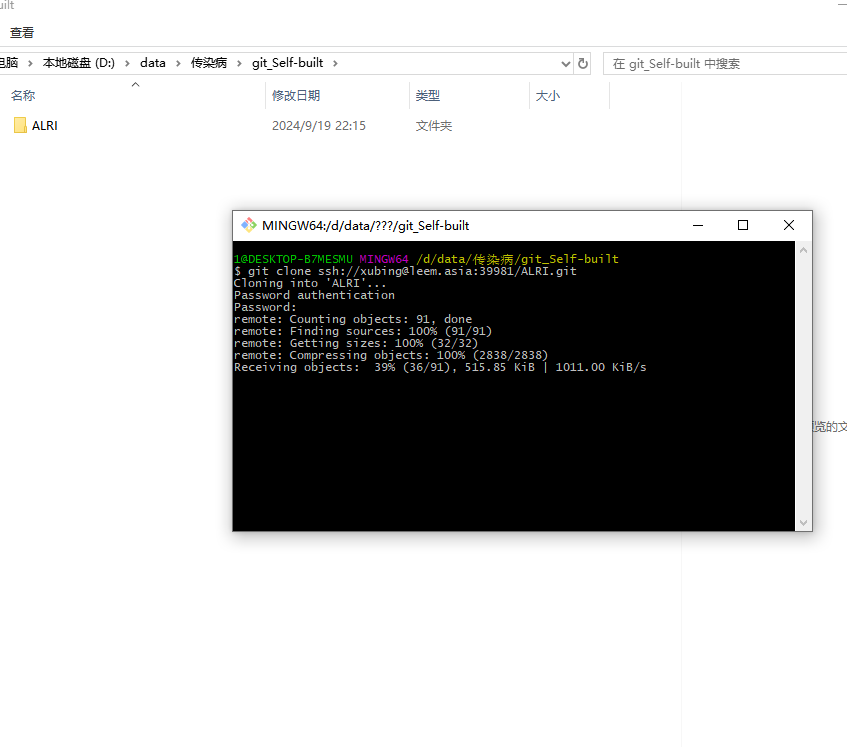 uilt
查看
电脑 › 本地磁盘 (D:) › data › 传染病 › git_Self-built ›
在 git_Self-built 中搜索
名称 修改日期 类型 大小
ALRI 2024/9/19 22:15 文件夹
MINGW64:/d/data/???/git_Self-built
1@DESKTOP-B7MESMU MINGW64 /d/data/传染病/git_Self-built
$ git clone ssh://xubing@leem.asia:39981/ALRI.git
Cloning into 'ALRI'...
Password authentication
Password:
remote: Counting objects: 91, done
remote: Finding sources: 100% (91/91)
remote: Getting sizes: 100% (32/32)
remote: Compressing objects: 100% (2838/2838)
Receiving objects:  39% (36/91), 515.85 KiB | 1011.00 KiB/s
览的文